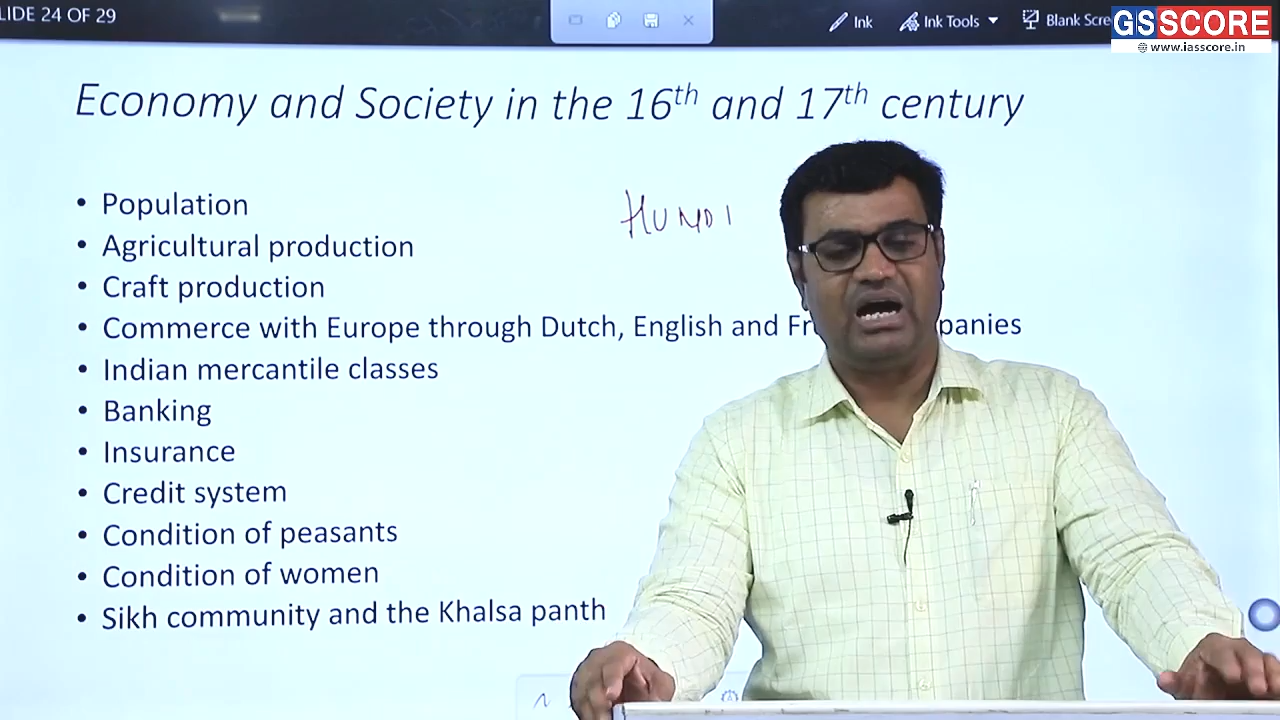 LIDE 24 OF 29
Ink
Ink Tools
Blank Scre
GSSCORE
www.iasscore.in
Economy and Society in the 16th and 17th century
HUNDI
• Population
• Agricultural production
• Craft production
• Commerce with Europe through Dutch, English and Fr panies
• Indian mercantile classes
• Banking
• Insurance
• Credit system
• Condition of peasants
• Condition of women
• Sikh community and the Khalsa panth